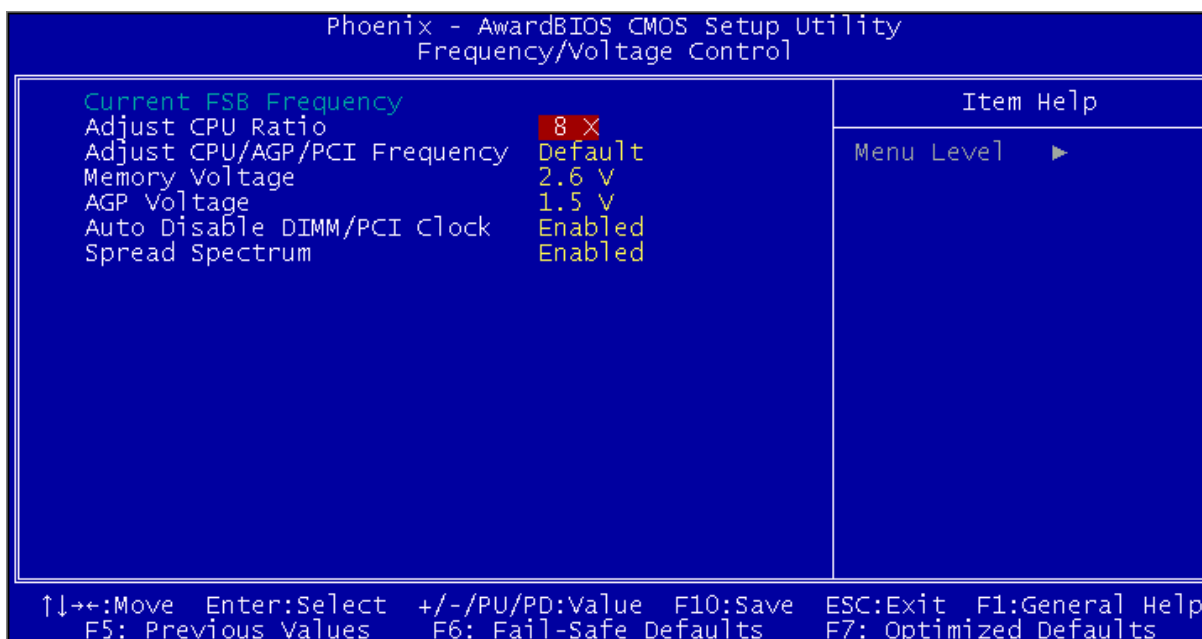 Phoenix - AwardBIOS CMOS Setup Utility
Frequency/Voltage Control
Current FSB Frequency
Adjust CPU Ratio 8 X
Adjust CPU/AGP/PCI Frequency Default
Memory Voltage 2.6 V
AGP Voltage 1.5 V
Auto Disable DIMM/PCI Clock Enabled
Spread Spectrum Enabled
Item Help
Menu Level ►
↑↓→←:Move Enter:Select +/-/PU/PD:Value F10:Save ESC:Exit F1:General Help
F5: Previous Values F6: Fail-Safe Defaults F7: Optimized Defaults